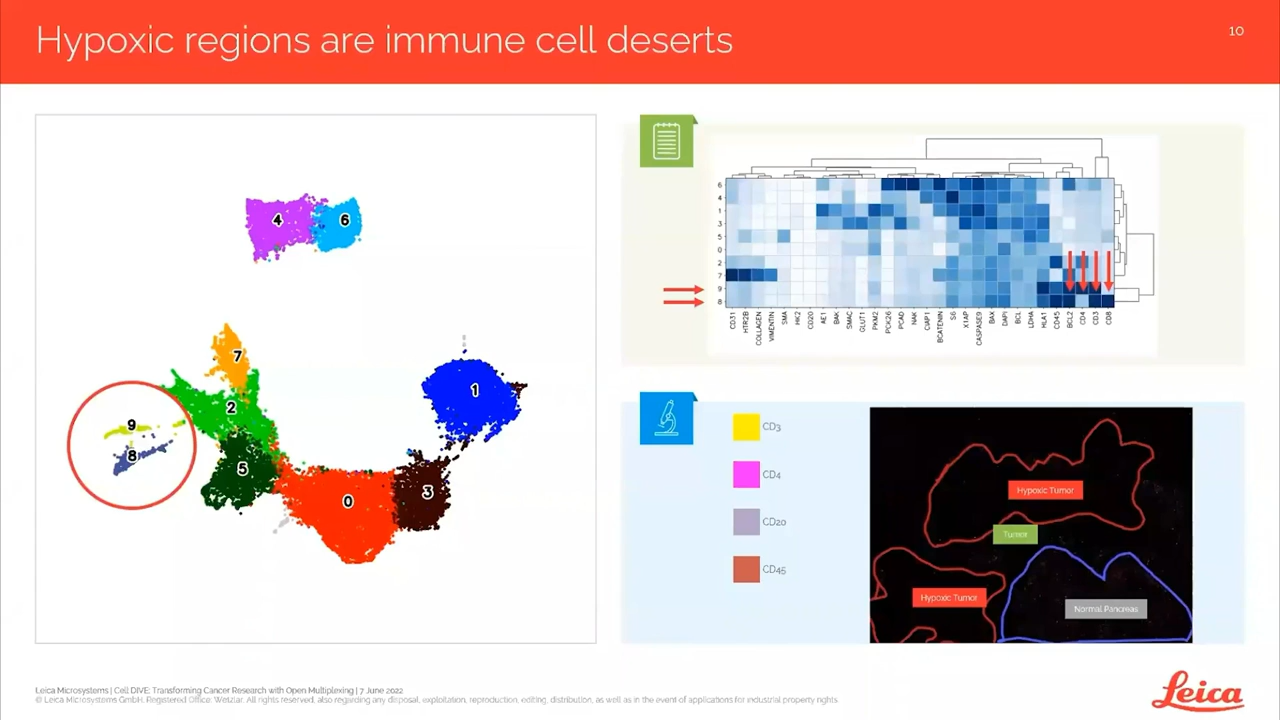 Hypoxic regions are immune cell deserts
10
4
6
7
2
9
8
5
1
0
3
6
4
1
3
5
0
2
7
9
8
CD31
HTR2B
COLLAGEN
VIMENTIN
SMA
HK2
CD20
AE1
BAK
SMAC
GLUT1
PKM2
PCK26
PCAD
NAK
CIAP1
BCATENIN
S6
XIAP
CASPASE9
BAX
DAPI
BCL
LDHA
HLA1
CD45
BCL2
CD4
CD3
CD8
CD3
CD4
CD20
CD45
Hypoxic Tumor
Tumor
Hypoxic Tumor
Normal Pancreas
Leica Microsystems | Cell DIVE: Transforming Cancer Research with Open Multiplexing | 7 June 2022
© Leica Microsystems GmbH, Registered Office: Wetzlar. All rights reserved, also regarding any disposal, exploitation, reproduction, editing, distribution, as well as in the event of applications for industrial property rights
Leica